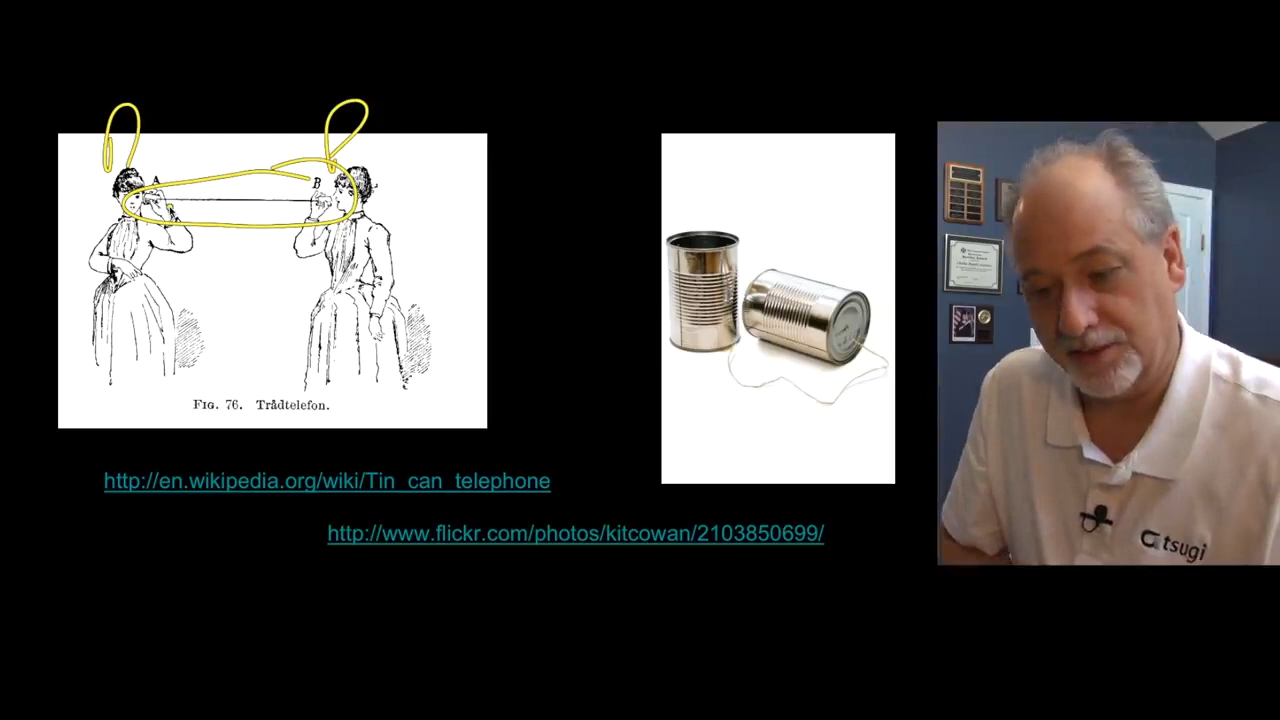 A
B
FIG. 76. Trådtelefon.
http://en.wikipedia.org/wiki/Tin_can_telephone
http://www.flickr.com/photos/kitcowan/2103850699/
tsugi